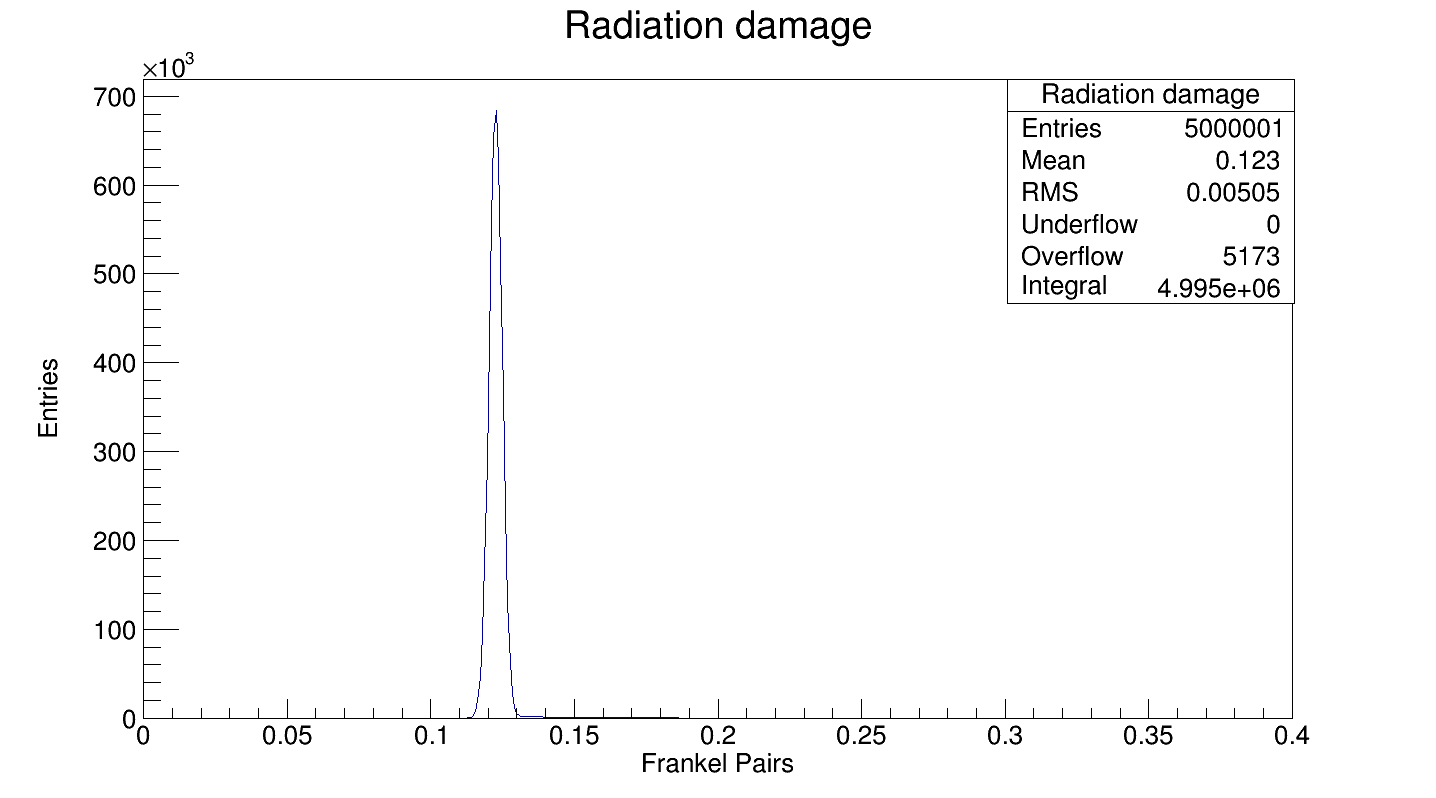 Radiation damage
×10³
700
600
500
400
300
200
100
0
Entries
0 0.05 0.1 0.15 0.2 0.25 0.3 0.35 0.4
Frankel Pairs
Radiation damage
Entries 5000001
Mean 0.123
RMS 0.00505
Underflow 0
Overflow 5173
Integral 4.995e+06